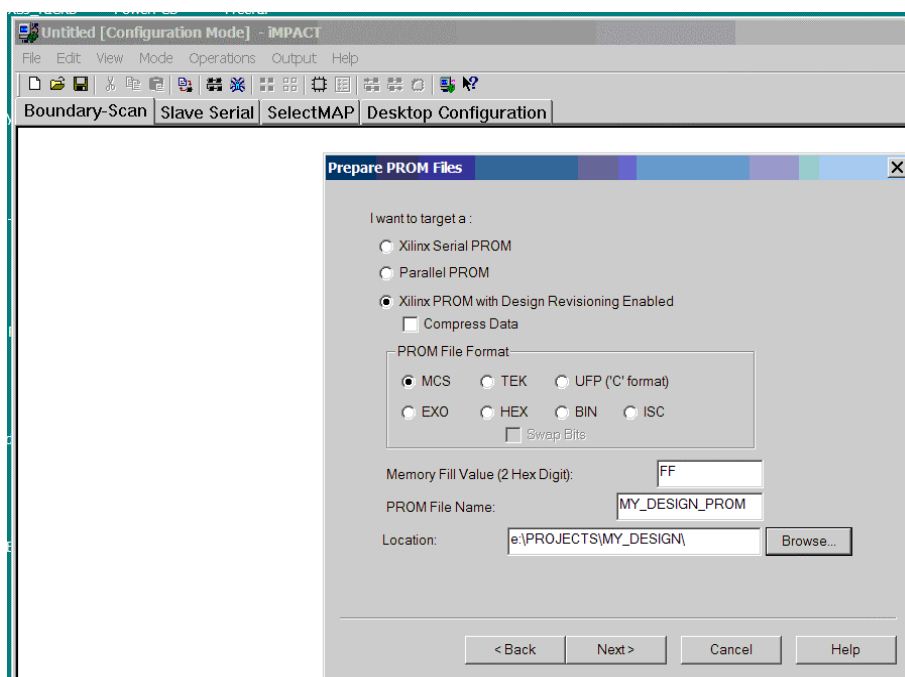 Untitled [Configuration Mode] - iMPACT
File Edit View Mode Operations Output Help
Boundary-Scan Slave Serial SelectMAP Desktop Configuration
Prepare PROM Files
I want to target a :
Xilinx Serial PROM
Parallel PROM
Xilinx PROM with Design Revisioning Enabled
Compress Data
PROM File Format
MCS TEK UFP ('C' format)
EXO HEX BIN ISC
Swap Bits
Memory Fill Value (2 Hex Digit): FF
PROM File Name: MY_DESIGN_PROM
Location: e:\PROJECTS\MY_DESIGN\ Browse...
< Back Next > Cancel Help